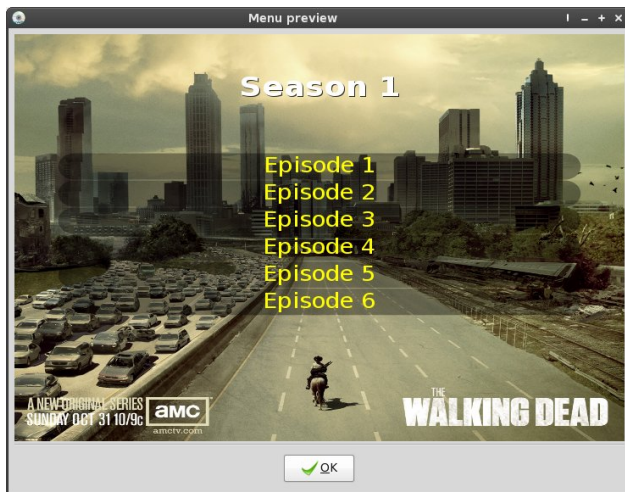 Menu preview
Season 1
Episode 1
Episode 2
Episode 3
Episode 4
Episode 5
Episode 6
A NEW ORIGINAL SERIES
SUNDAY OCT 31 10/9c
aMC
amctv.com
THE
WALKING DEAD
OK